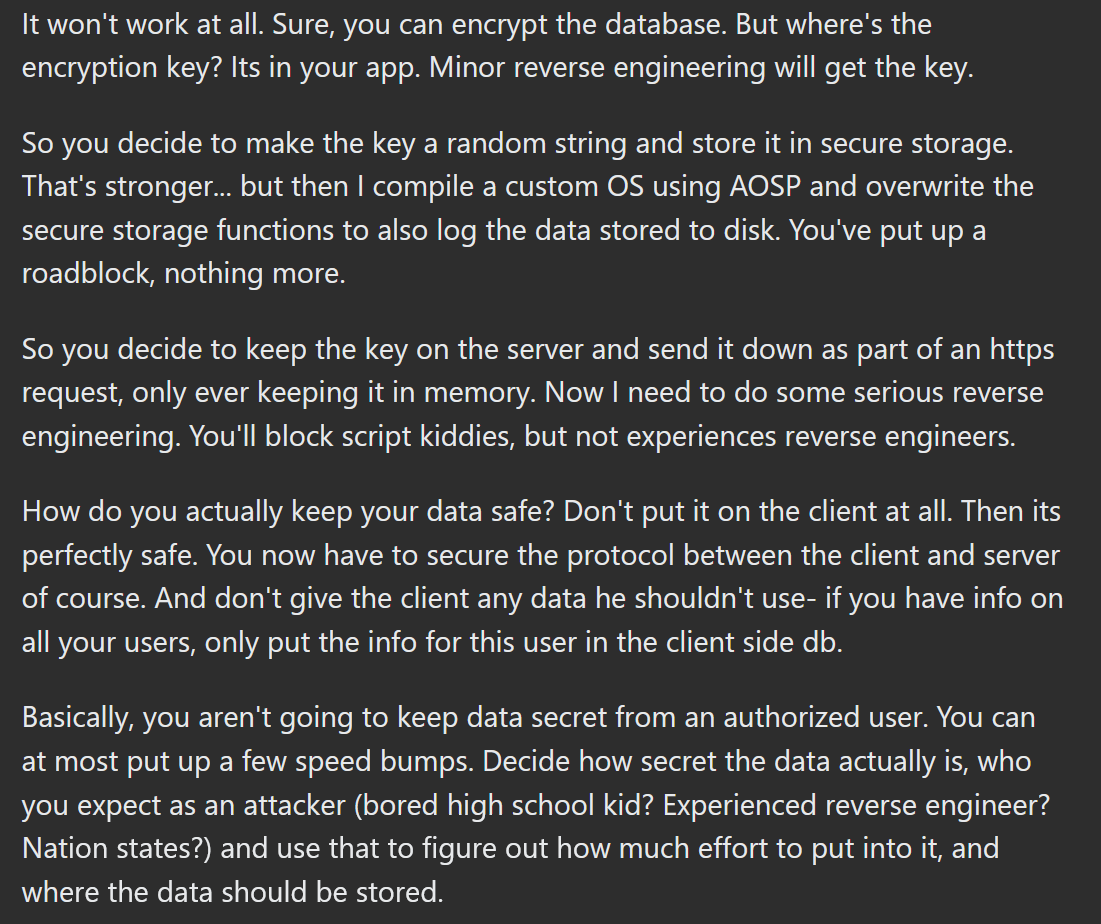 It won't work at all. Sure, you can encrypt the database. But where's the
encryption key? Its in your app. Minor reverse engineering will get the key.
So you decide to make the key a random string and store it in secure storage.
That's stronger... but then I compile a custom OS using AOSP and overwrite the
secure storage functions to also log the data stored to disk. You've put up a
roadblock, nothing more.
So you decide to keep the key on the server and send it down as part of an https
request, only ever keeping it in memory. Now I need to do some serious reverse
engineering. You'll block script kiddies, but not experiences reverse engineers.
How do you actually keep your data safe? Don't put it on the client at all. Then its
perfectly safe. You now have to secure the protocol between the client and server
of course. And don't give the client any data he shouldn't use- if you have info on
all your users, only put the info for this user in the client side db.
Basically, you aren't going to keep data secret from an authorized user. You can
at most put up a few speed bumps. Decide how secret the data actually is, who
you expect as an attacker (bored high school kid? Experienced reverse engineer?
Nation states?) and use that to figure out how much effort to put into it, and
where the data should be stored.